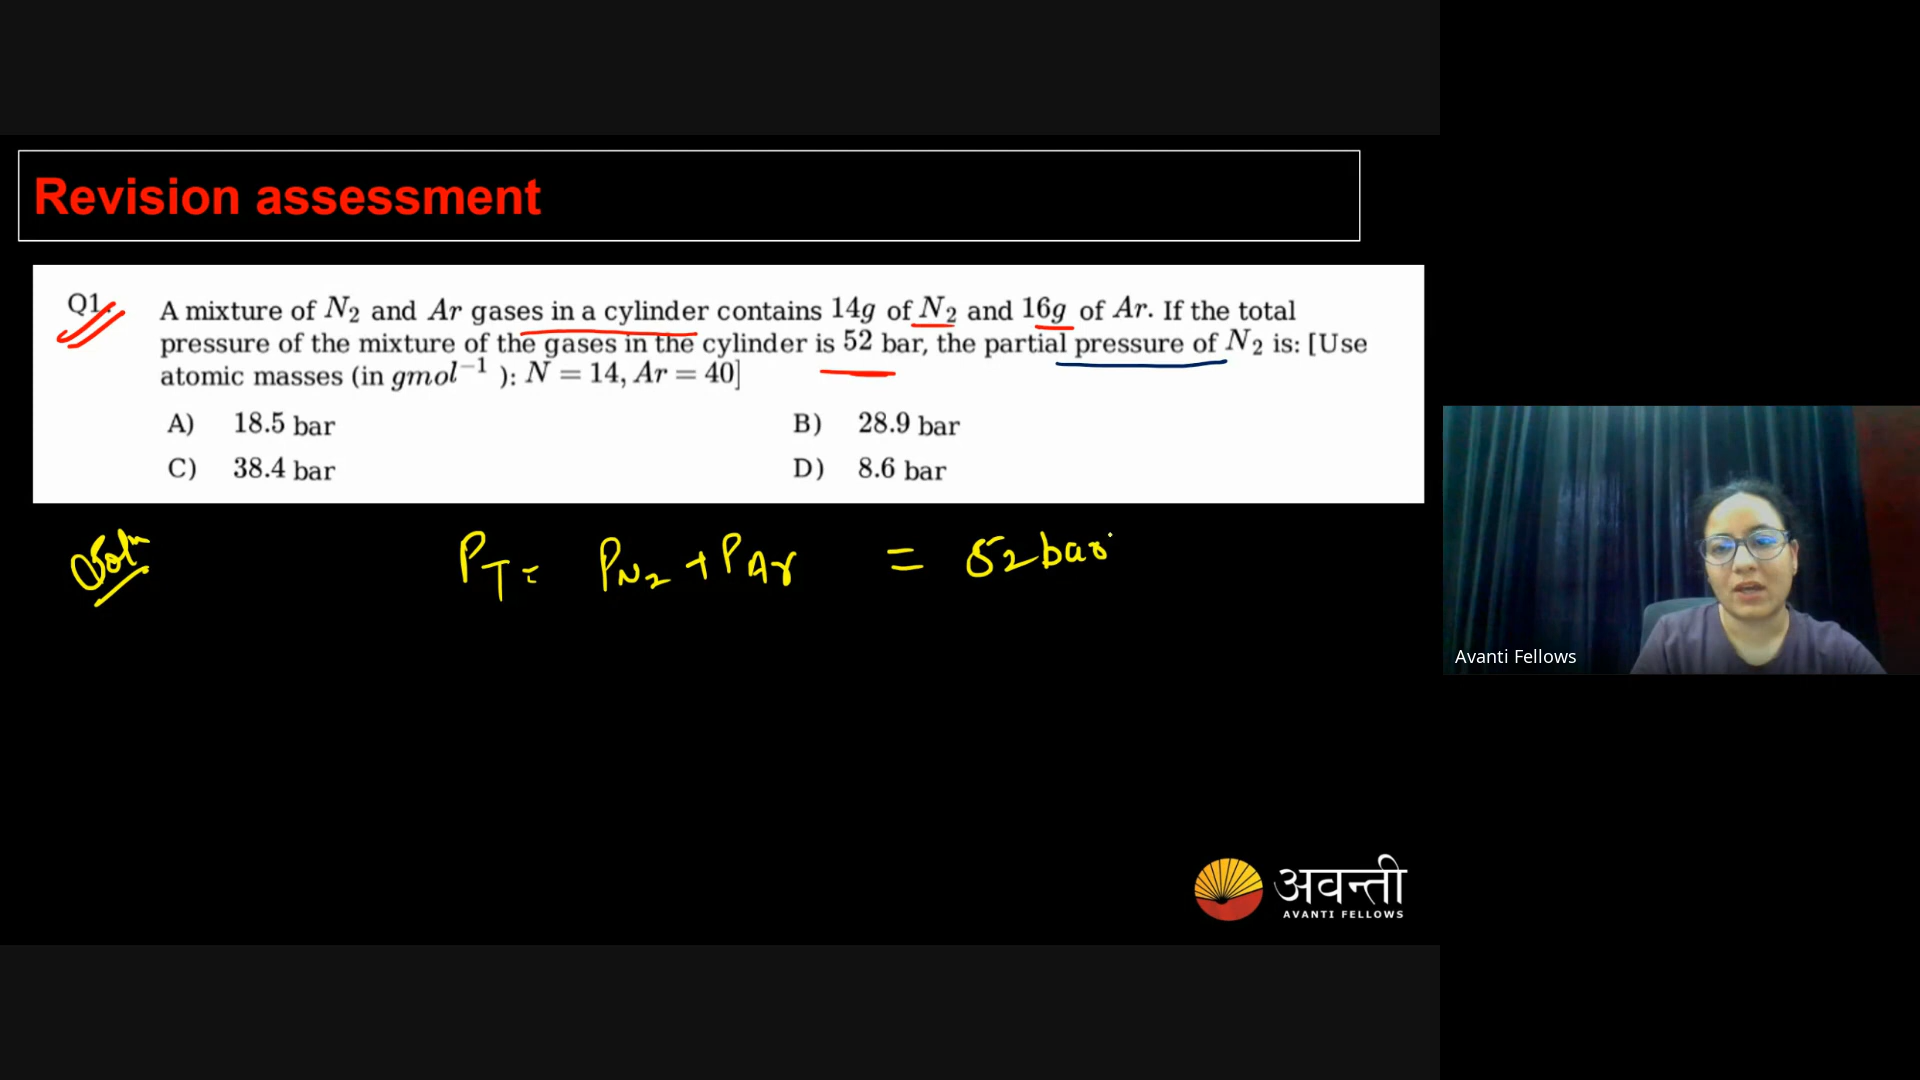 Revision assessment
Q1. A mixture of N₂ and Ar gases in a cylinder contains 14g of N₂ and 16g of Ar. If the total
pressure of the mixture of the gases in the cylinder is 52 bar, the partial pressure of N₂ is: [Use
atomic masses (in gmol⁻¹ ): N = 14, Ar = 40]
A) 18.5 bar B) 28.9 bar
C) 38.4 bar D) 8.6 bar
Soln P_T = P_N₂ + P_Ar = 52 bar
Avanti Fellows
अवन्ती
AVANTI FELLOWS